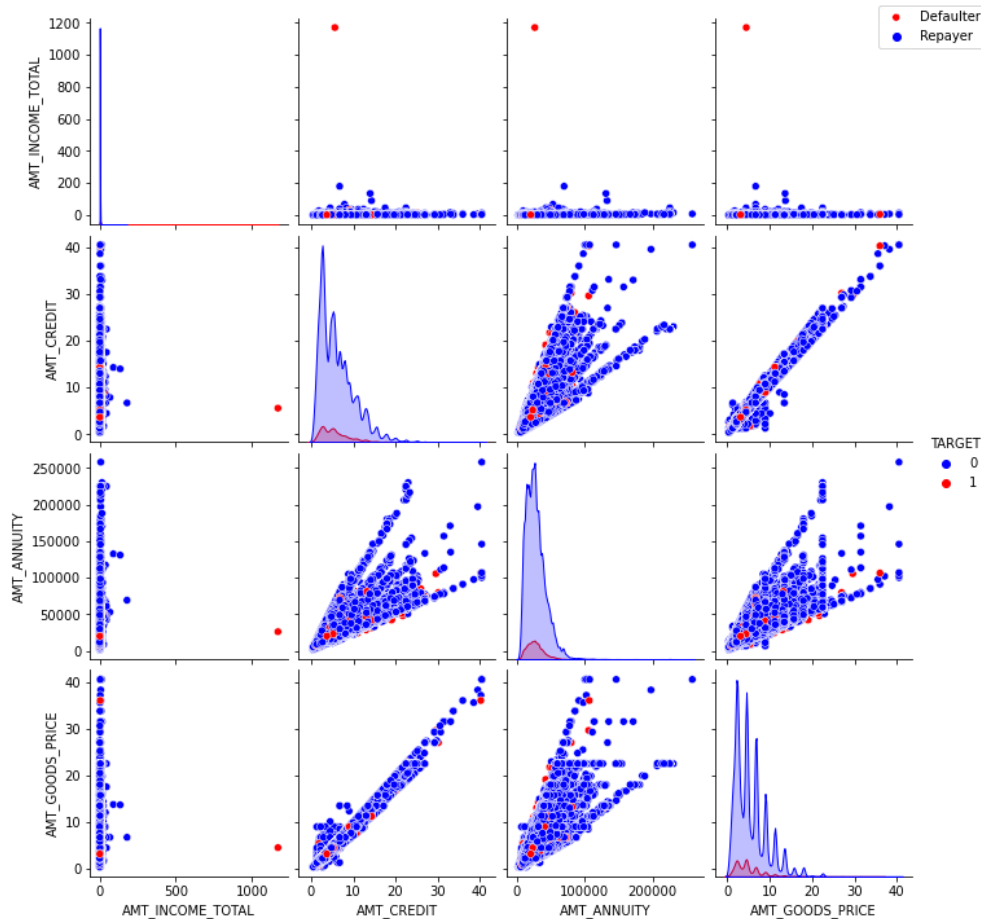 Defaulter
Repayer
AMT_INCOME_TOTAL
1200
1000
800
600
400
200
0
AMT_CREDIT
40
30
20
10
0
TARGET
0
1
AMT_ANNUITY
250000
200000
150000
100000
50000
0
AMT_GOODS_PRICE
40
30
20
10
0
0 500 1000
0 10 20 30 40
0 100000 200000
0 10 20 30 40
AMT_INCOME_TOTAL AMT_CREDIT AMT_ANNUITY AMT_GOODS_PRICE